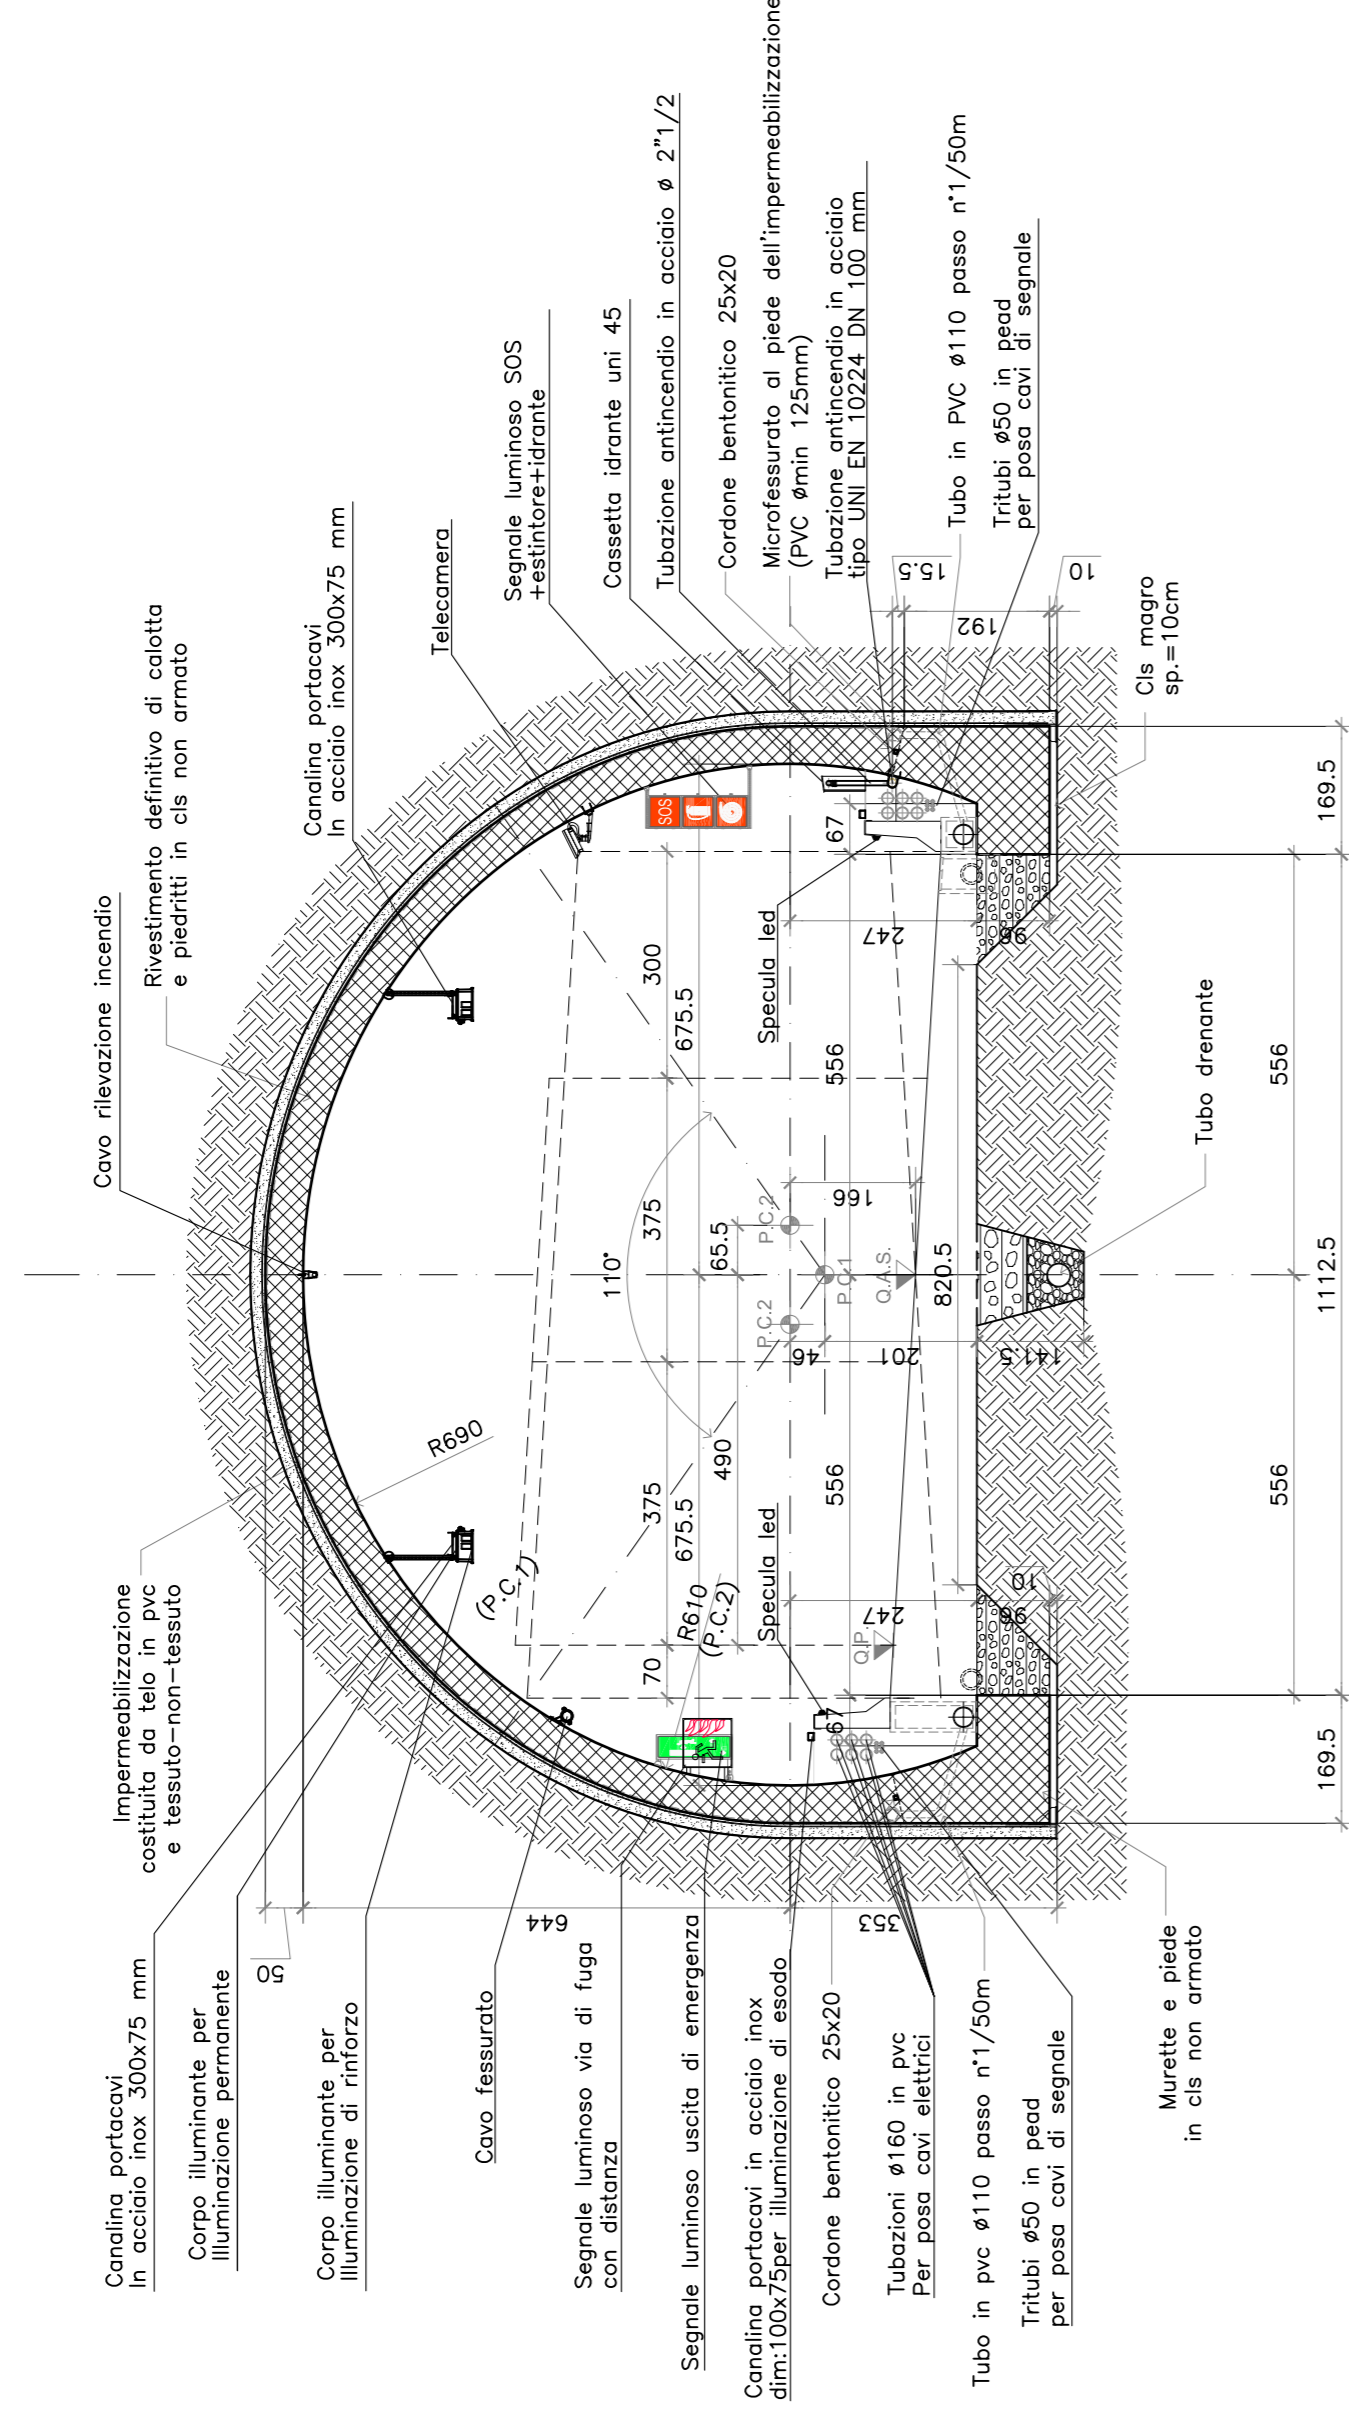 Cavo rilevazione incendio
Rivestimento definitivo di calotta
e piedritti in cls non armato
Canalina portacavi
In acciaio inox 300x75 mm
Telecamera
Segnale luminoso SOS
+estintore+idrante
Cassetta idrante uni 45
Tubazione antincendio in acciaio ø 2"1/2
Cordone bentonitico 25x20
Microfessurato al piede dell'impermeabilizzazione
(PVC ømin 125mm)
Tubazione antincendio in acciaio
tipo UNI EN 10224 DN 100 mm
Tubo in PVC ø110 passo n°1/50m
Tritubi ø50 in pead
per posa cavi di segnale
Cls magro
sp.=10cm
Tubo drenante
Impermeabilizzazione
costituita da telo in pvc
e tessuto-non-tessuto
Canalina portacavi
In acciaio inox 300x75 mm
Corpo illuminante per
Illuminazione permanente
Corpo illuminante per
Illuminazione di rinforzo
Cavo fessurato
Segnale luminoso via di fuga
con distanza
Segnale luminoso uscita di emergenza
Canalina portacavi in acciaio inox
dim:100x75per illuminazione di esodo
Cordone bentonitico 25x20
Tubazioni ø160 in pvc
Per posa cavi elettrici
Tubo in pvc ø110 passo n°1/50m
Tritubi ø50 in pead
per posa cavi di segnale
Murette e piede
in cls non armato
R690
(P.C.1)
R610
(P.C.2)
SOS
Specula led
Specula led
110°
70
375
375
300
675.5
675.5
490
65.5
P.C.2
P.C.2
P.C.1
Q.A.S.
Q.P.
46
166
201
556
556
67
67
247
247
820.5
96
96
10
141.5
50
644
353
15.5
192
10
556
556
169.5
1112.5
169.5